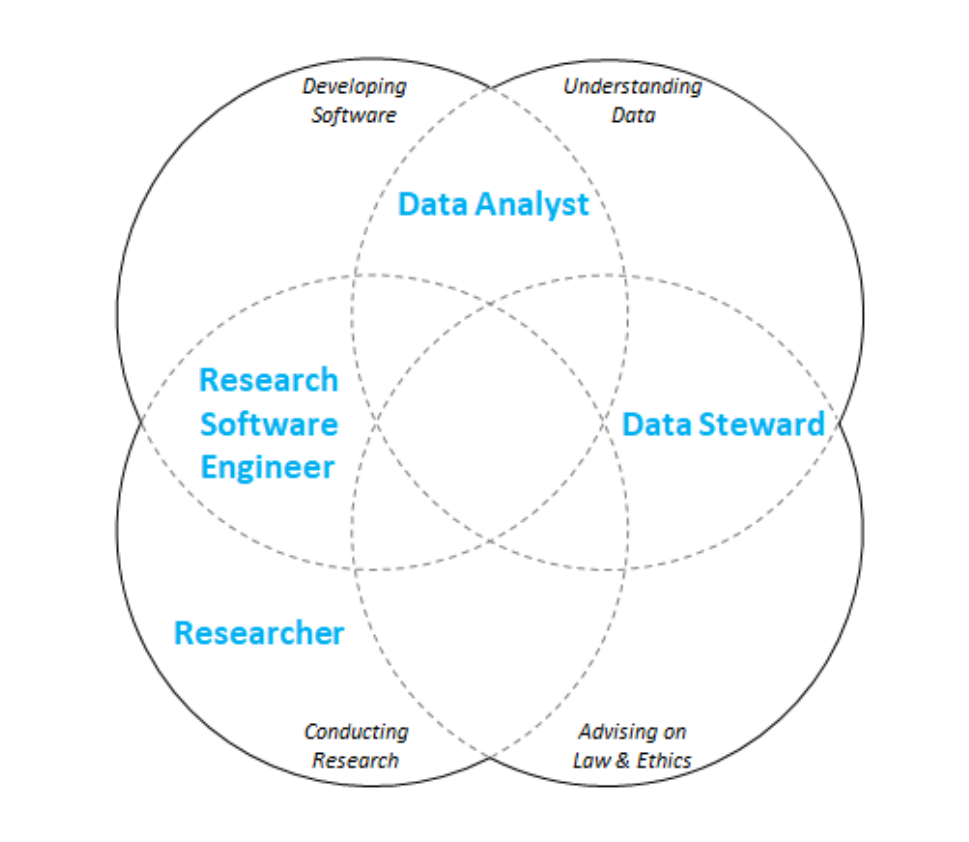 Developing
Software
Understanding
Data
Data Analyst
Research
Software
Engineer
Data Steward
Researcher
Conducting
Research
Advising on
Law & Ethics